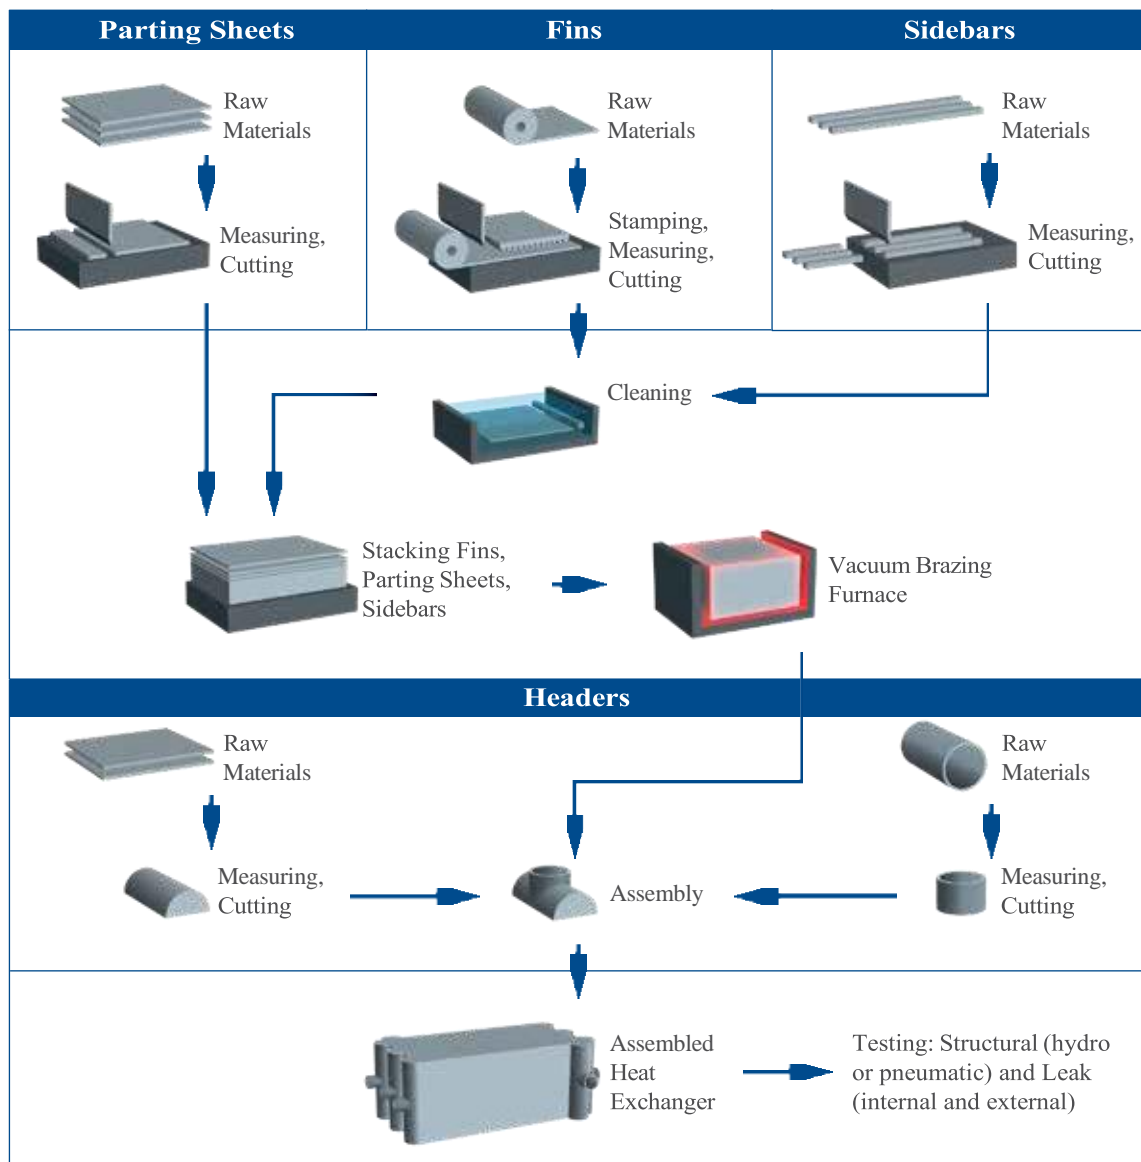 Parting Sheets
Fins
Sidebars
Raw
Materials
Raw
Materials
Raw
Materials
Measuring,
Cutting
Stamping,
Measuring,
Cutting
Measuring,
Cutting
Cleaning
Stacking Fins,
Parting Sheets,
Sidebars
Vacuum Brazing
Furnace
Headers
Raw
Materials
Raw
Materials
Measuring,
Cutting
Assembly
Measuring,
Cutting
Assembled
Heat
Exchanger
Testing: Structural (hydro
or pneumatic) and Leak
(internal and external)